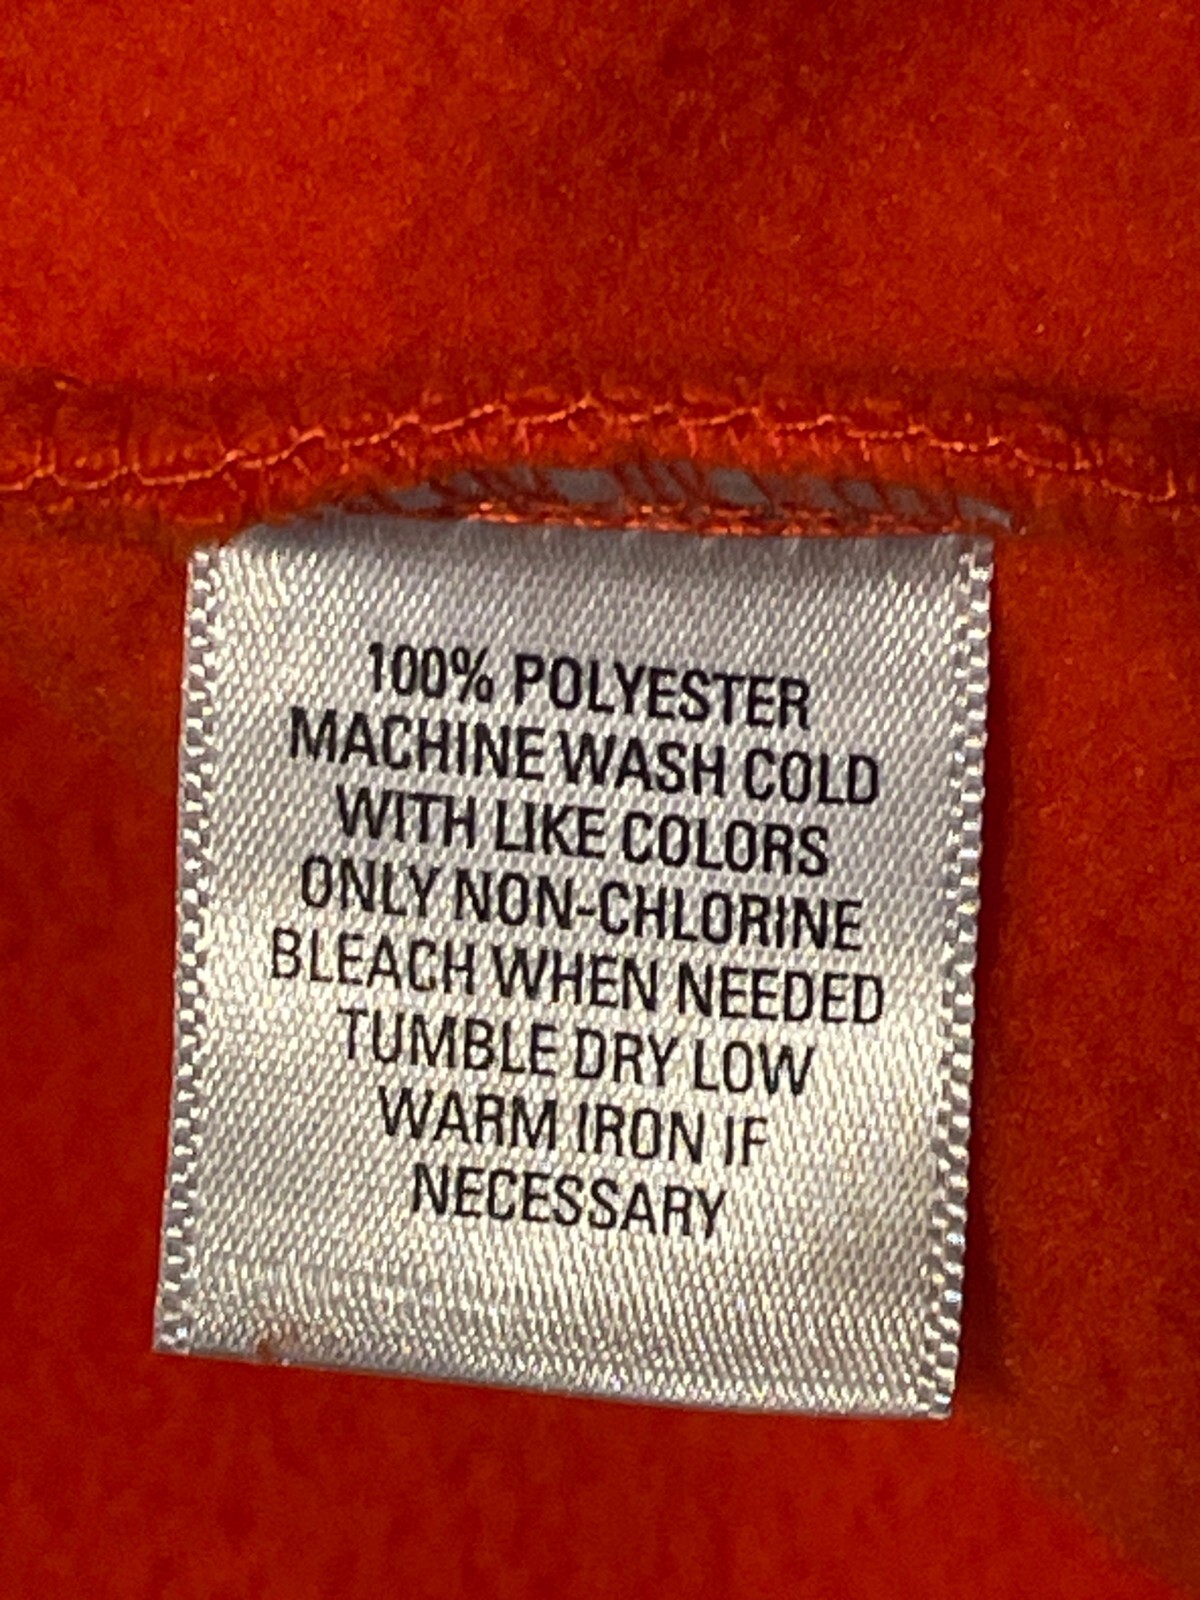 100% POLYESTER
MACHINE WASH COLD
WITH LIKE COLORS
ONLY NON-CHLORINE
BLEACH WHEN NEEDED
TUMBLE DRY LOW
WARM IRON IF
NECESSARY